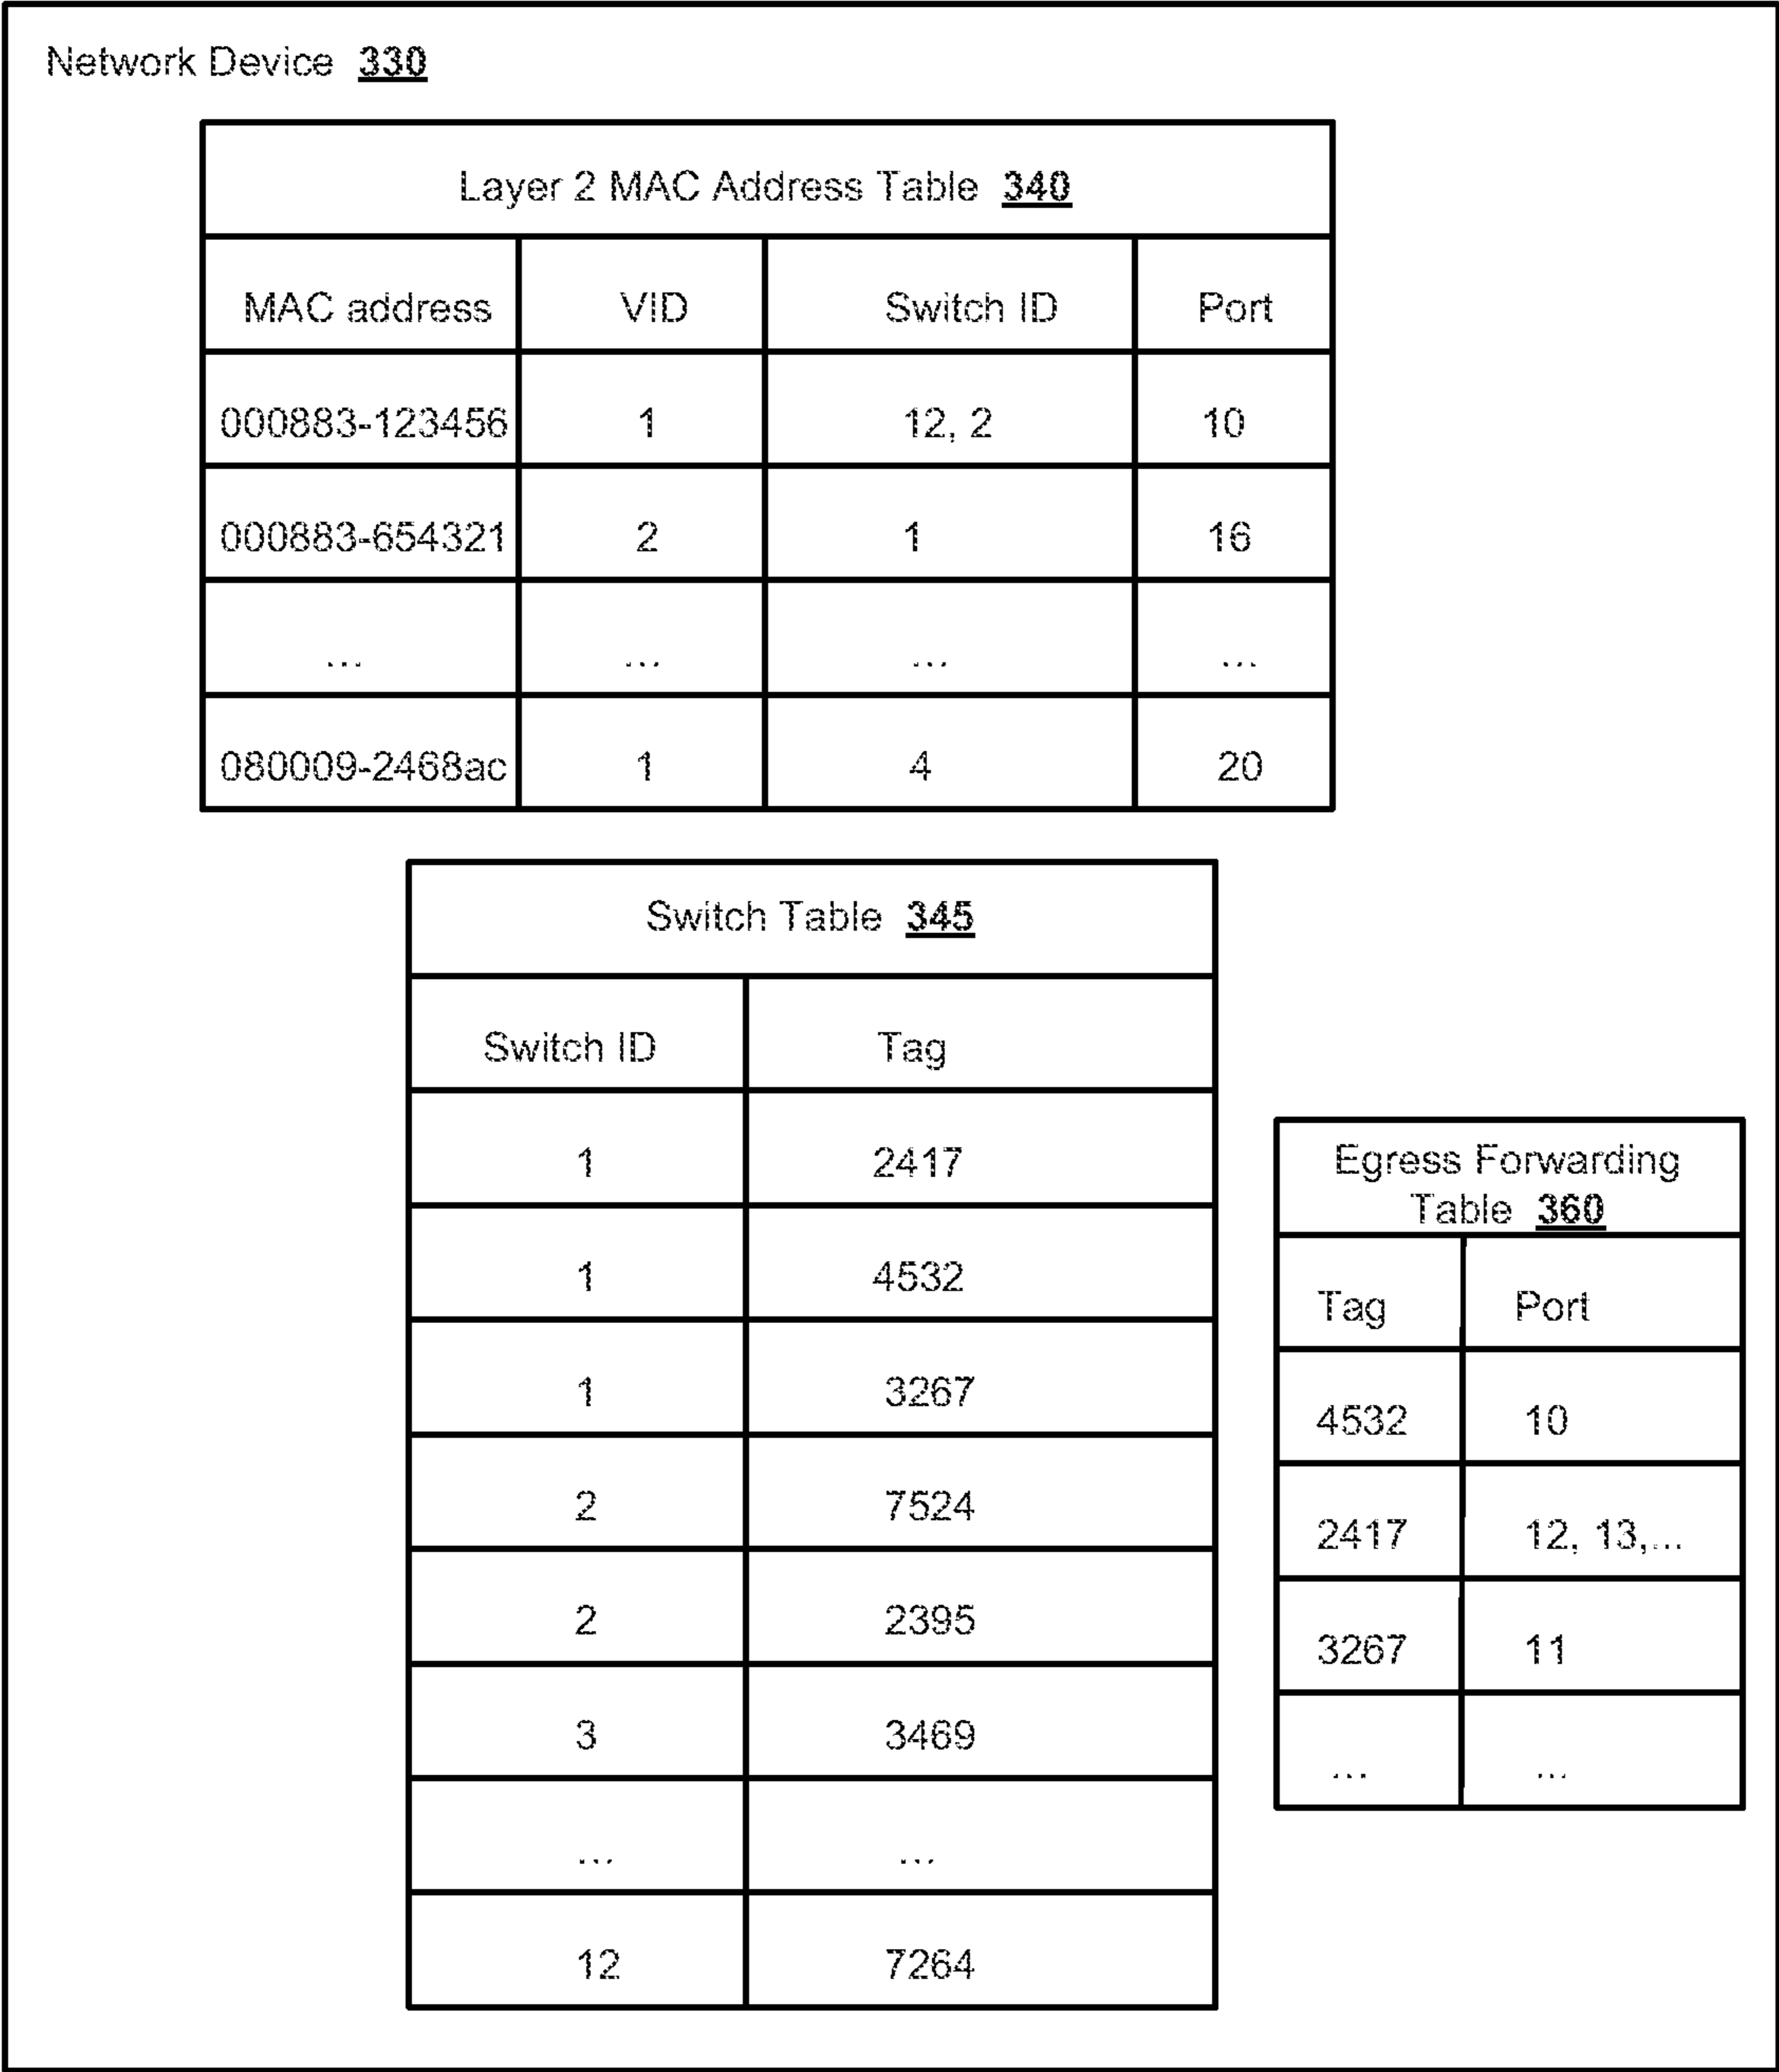 Network Device 330
Layer 2 MAC Address Table 340
MAC address VID Switch ID Port
000883-123456 1 12, 2 10
000883-654321 2 1 16
... ... ... ...
080009-2468ac 1 4 20
Switch Table 345
Switch ID Tag
1 2417
1 4532
1 3267
2 7524
2 2395
3 3469
... ...
12 7264
Egress Forwarding
Table 360
Tag Port
4532 10
2417 12, 13,...
3267 11
... ...